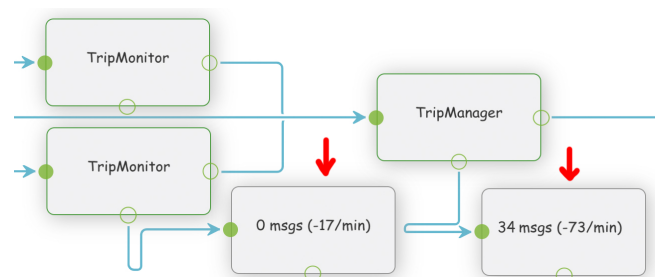 TripMonitor
TripManager
TripMonitor
0 msgs (-17/min)
34 msgs (-73/min)